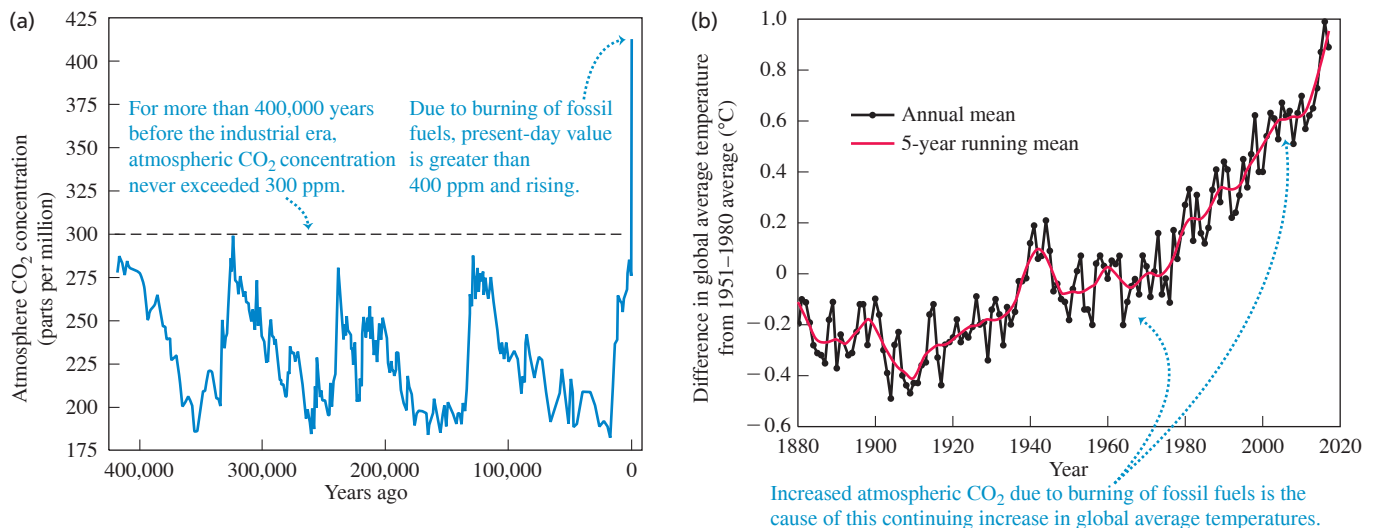 (a)
425
400
375
350
325
300
275
250
225
200
175
Atmosphere CO₂ concentration
(parts per million)
For more than 400,000 years
before the industrial era,
atmospheric CO₂ concentration
never exceeded 300 ppm.
Due to burning of fossil
fuels, present-day value
is greater than
400 ppm and rising.
400,000
300,000
200,000
100,000
0
Years ago
(b)
1.0
0.8
0.6
0.4
0.2
0
−0.2
−0.4
−0.6
Difference in global average temperature
from 1951–1980 average (°C)
Annual mean
5-year running mean
1880
1900
1920
1940
1960
1980
2000
2020
Year
Increased atmospheric CO₂ due to burning of fossil fuels is the
cause of this continuing increase in global average temperatures.